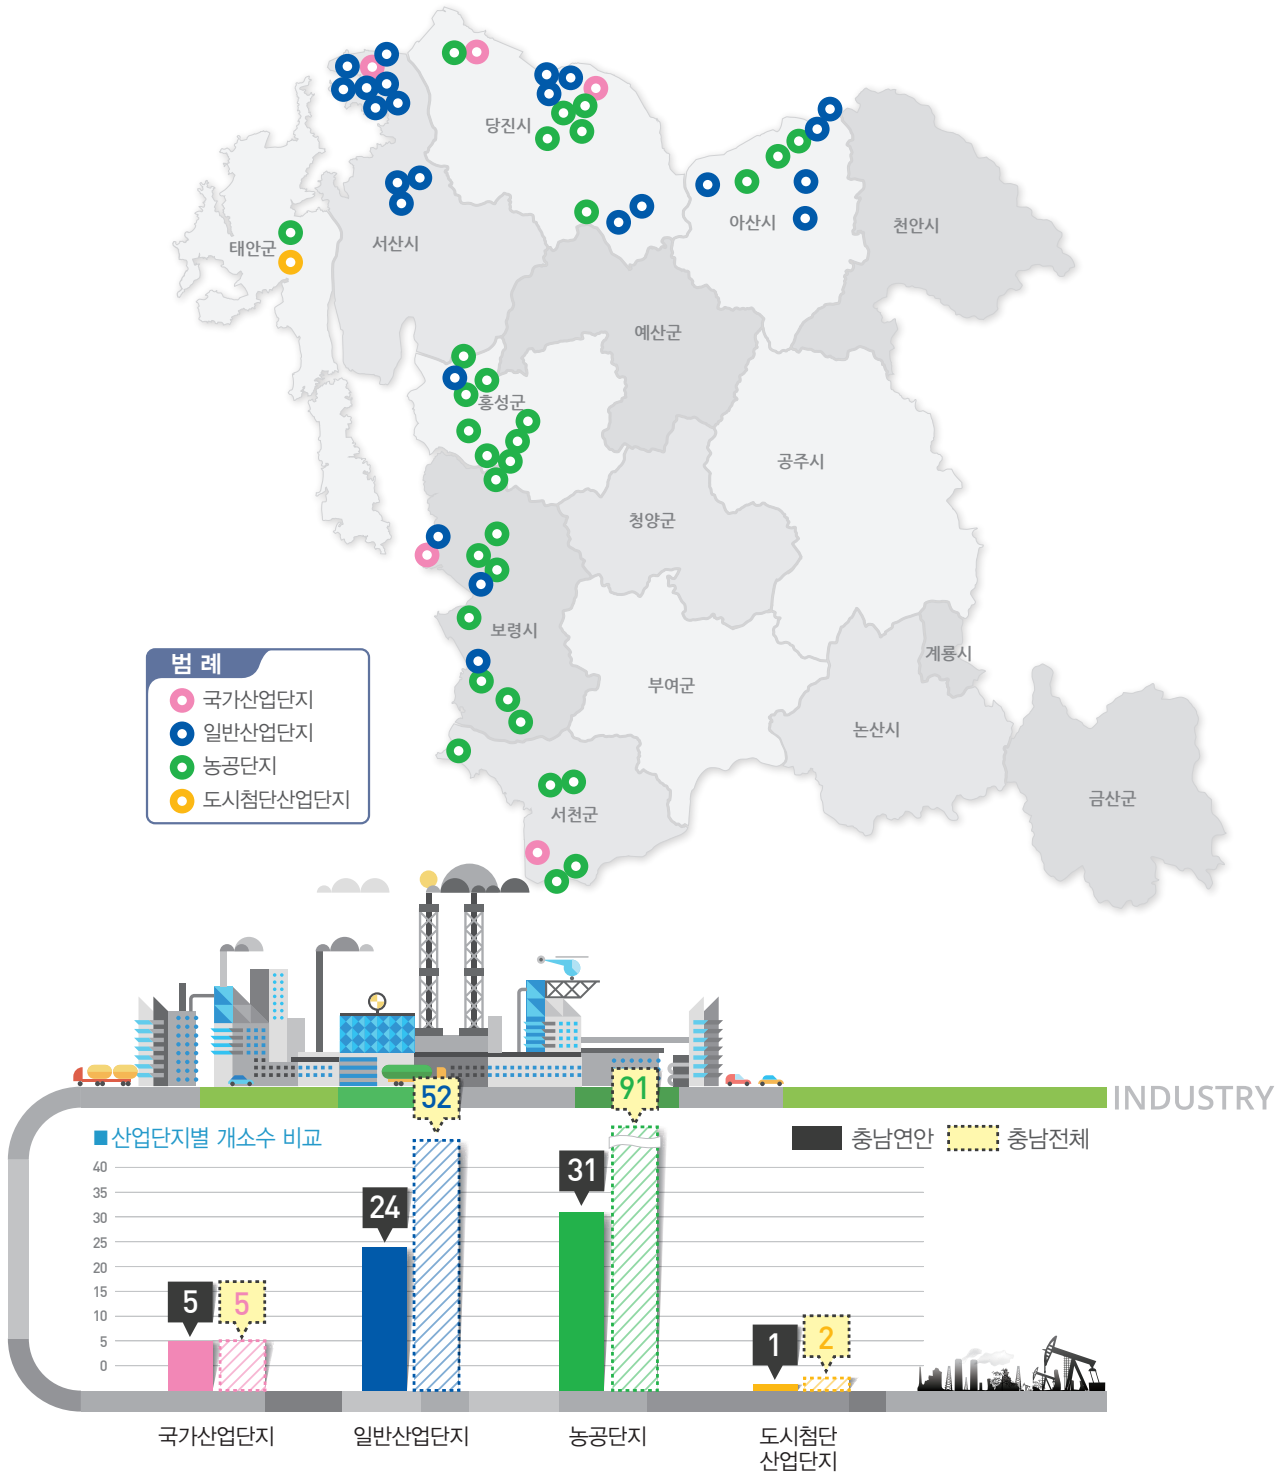 당진시
아산시
천안시
태안군
서산시
예산군
홍성군
공주시
청양군
보령시
계룡시
부여군
논산시
금산군
서천군
범 례
국가산업단지
일반산업단지
농공단지
도시첨단산업단지
INDUSTRY
산업단지별 개소수 비교
충남연안
충남전체
40
35
30
25
20
15
10
5
0
5
5
24
52
31
91
1
2
국가산업단지
일반산업단지
농공단지
도시첨단
산업단지